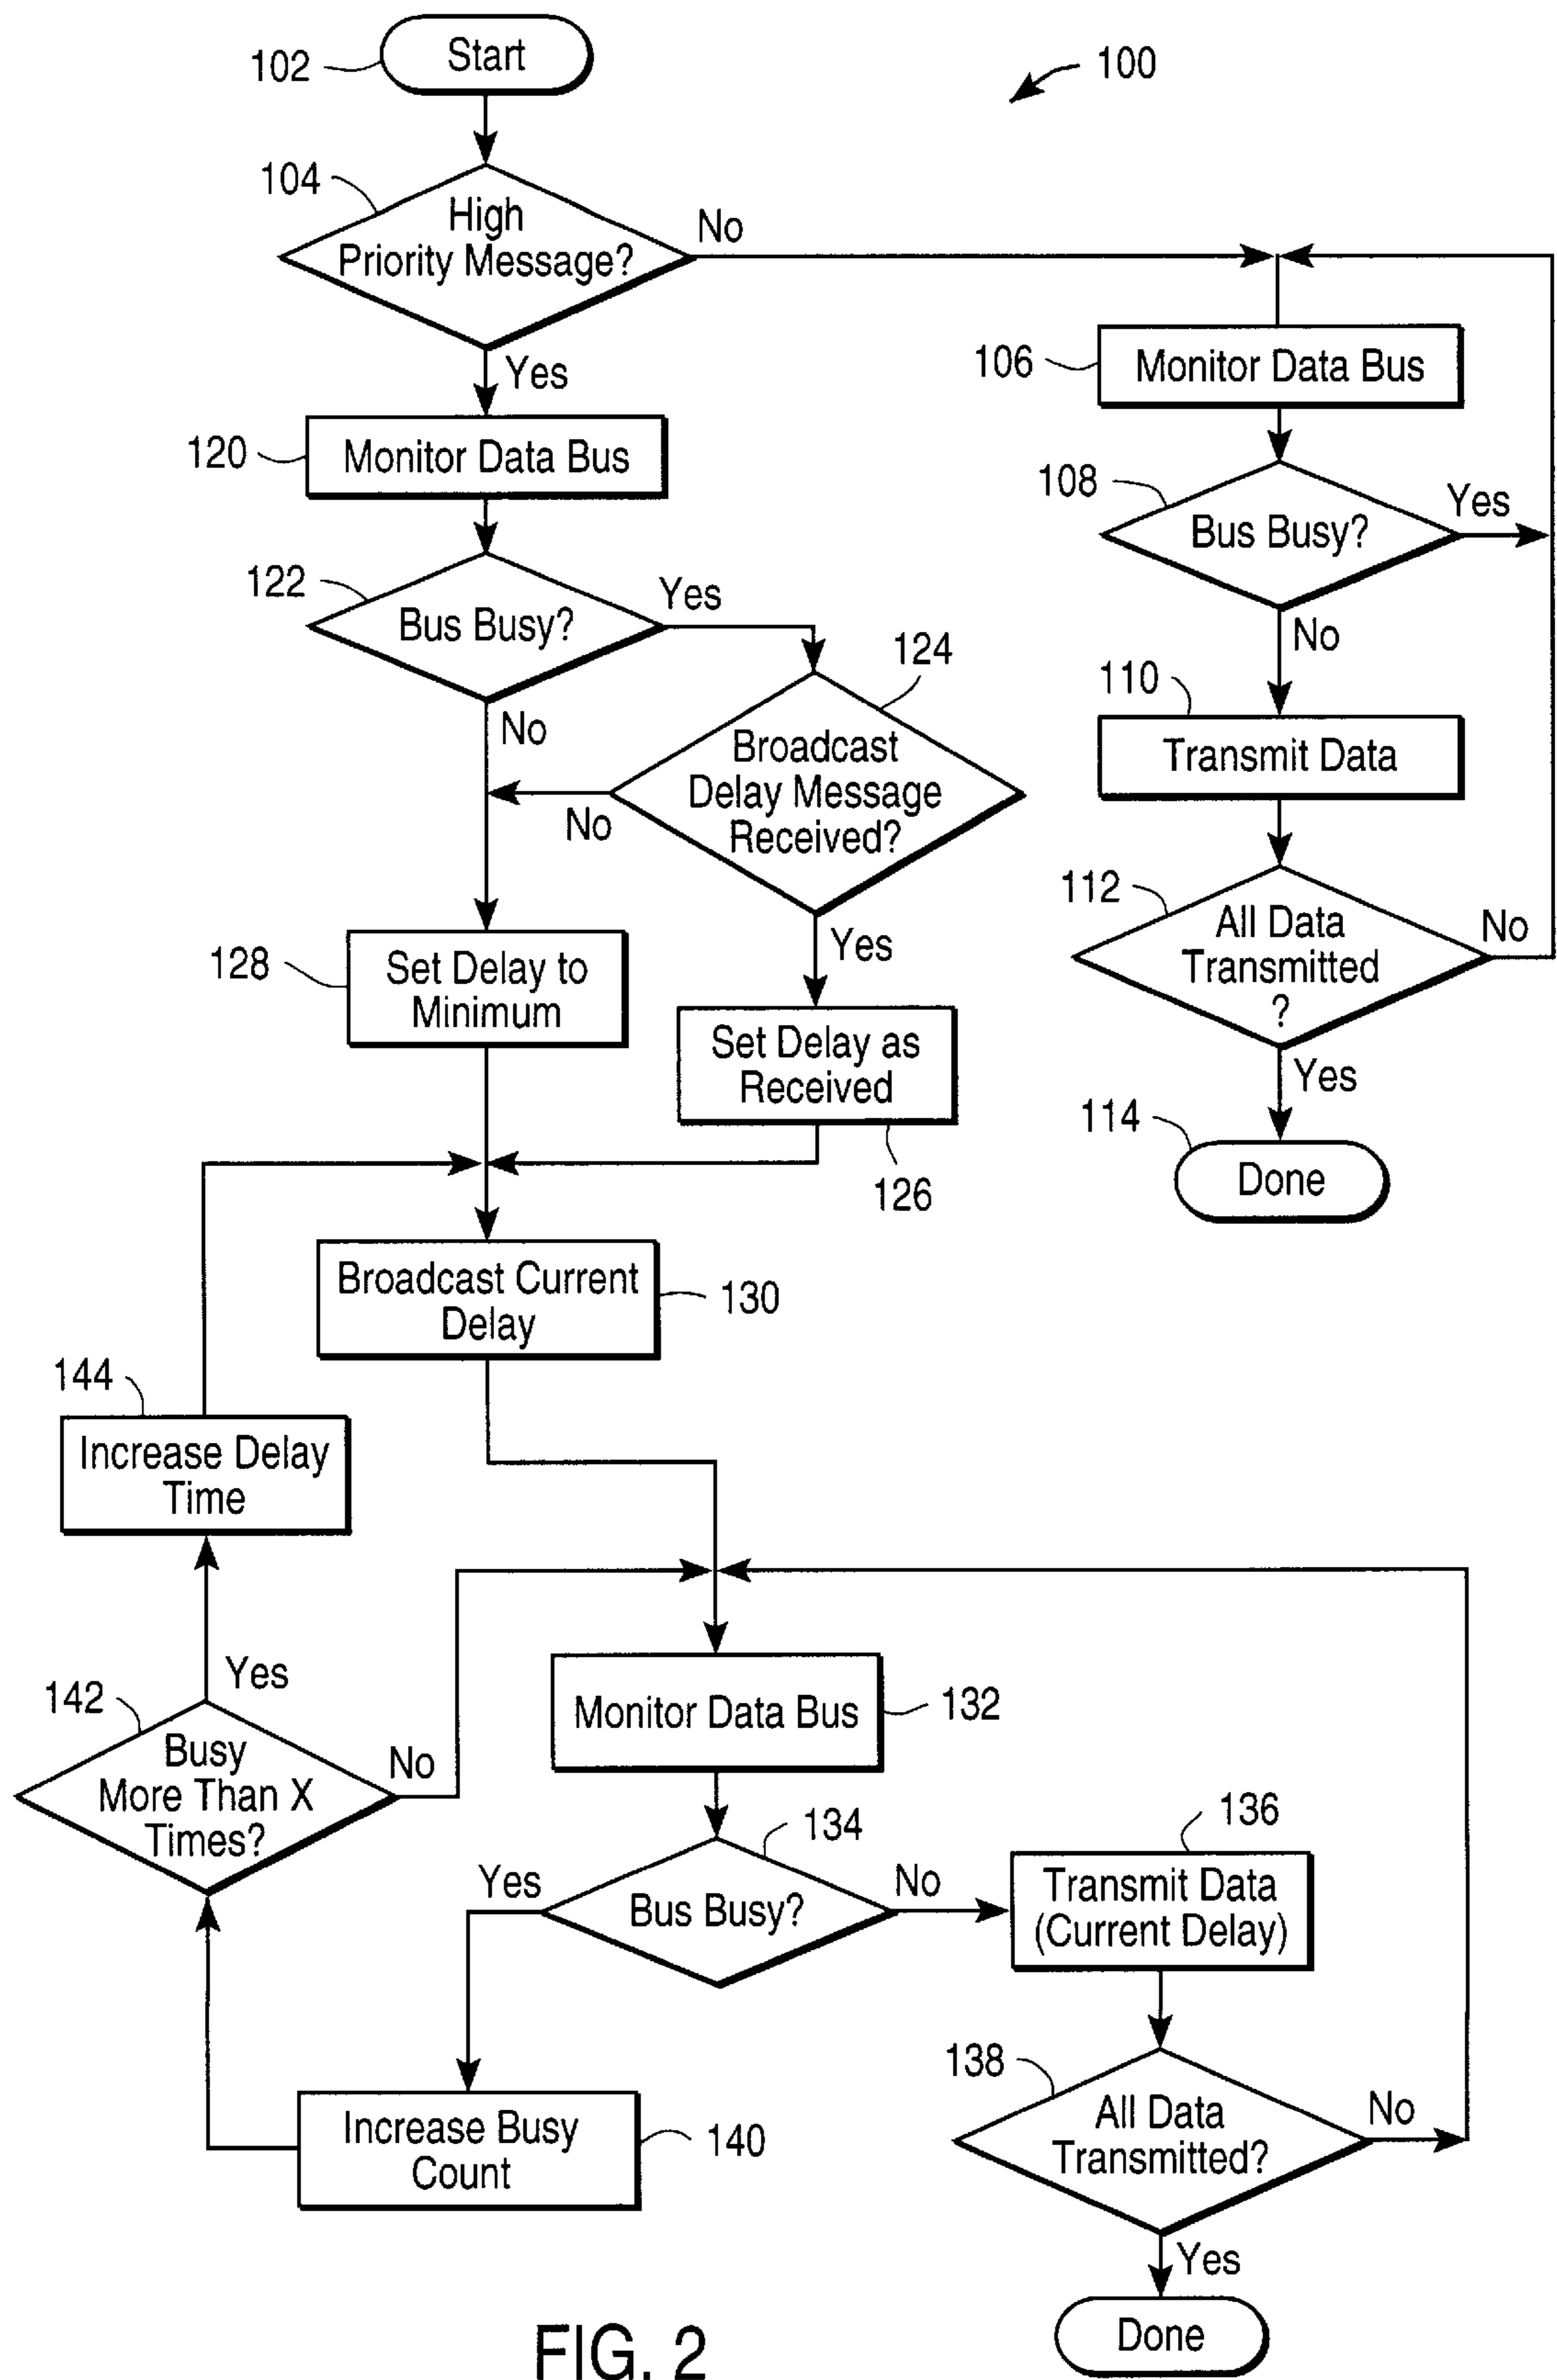 Start
102
100
104
High
Priority Message?
No
Yes
106
Monitor Data Bus
120
Monitor Data Bus
108
Bus Busy?
Yes
No
122
Bus Busy?
Yes
No
124
Broadcast
Delay Message
Received?
No
Yes
110
Transmit Data
112
All Data
Transmitted
?
No
Yes
114
Done
128
Set Delay to
Minimum
Set Delay as
Received
126
Broadcast Current
Delay
130
144
Increase Delay
Time
Yes
142
Busy
More Than X
Times?
No
Monitor Data Bus
132
134
Bus Busy?
Yes
No
136
Transmit Data
(Current Delay)
138
All Data
Transmitted?
No
Yes
Increase Busy
Count
140
Done
FIG. 2